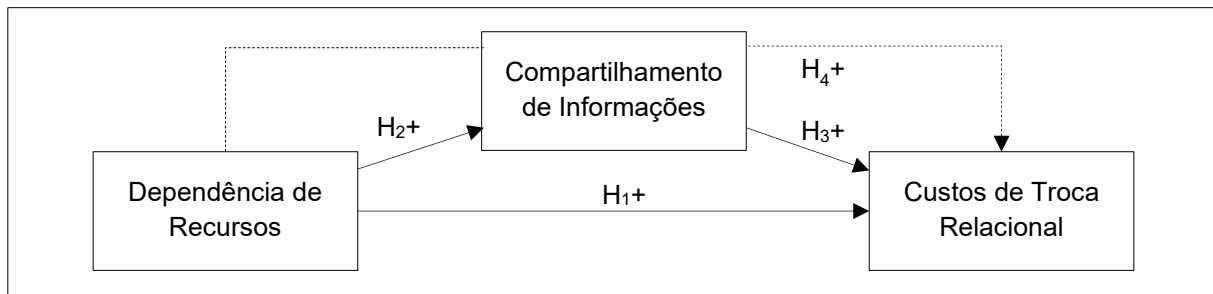 Compartilhamento
de Informações
H₄+
H₂+
H₃+
Dependência de
Recursos
H₁+
Custos de Troca
Relacional